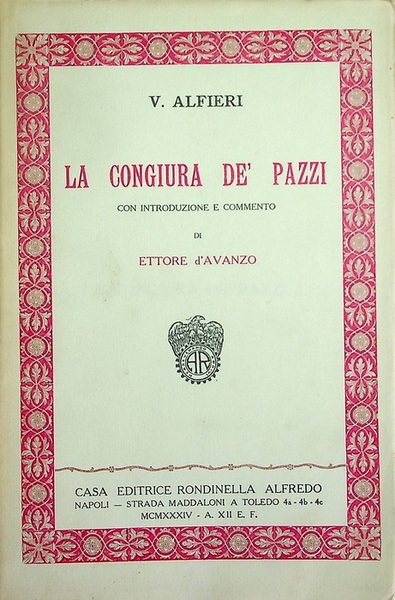 V. ALFIERI
LA CONGIURA DE' PAZZI
CON INTRODUZIONE E COMMENTO
DI
ETTORE d'AVANZO
AR
CASA EDITRICE RONDINELLA ALFREDO
NAPOLI — STRADA MADDALONI A TOLEDO 4a - 4b - 4c
MCMXXXIV - A. XII E. F.